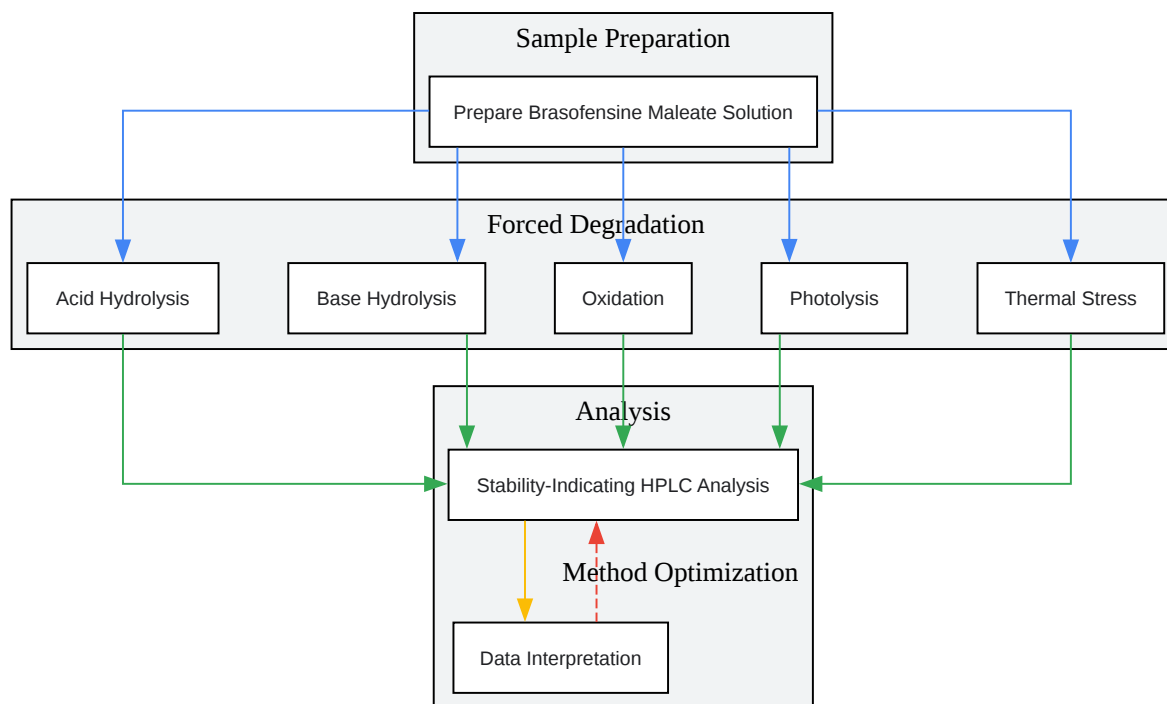 Sample Preparation
Prepare Brasofensine Maleate Solution
Forced Degradation
Acid Hydrolysis
Base Hydrolysis
Oxidation
Photolysis
Thermal Stress
Analysis
Stability-Indicating HPLC Analysis
Method Optimization
Data Interpretation